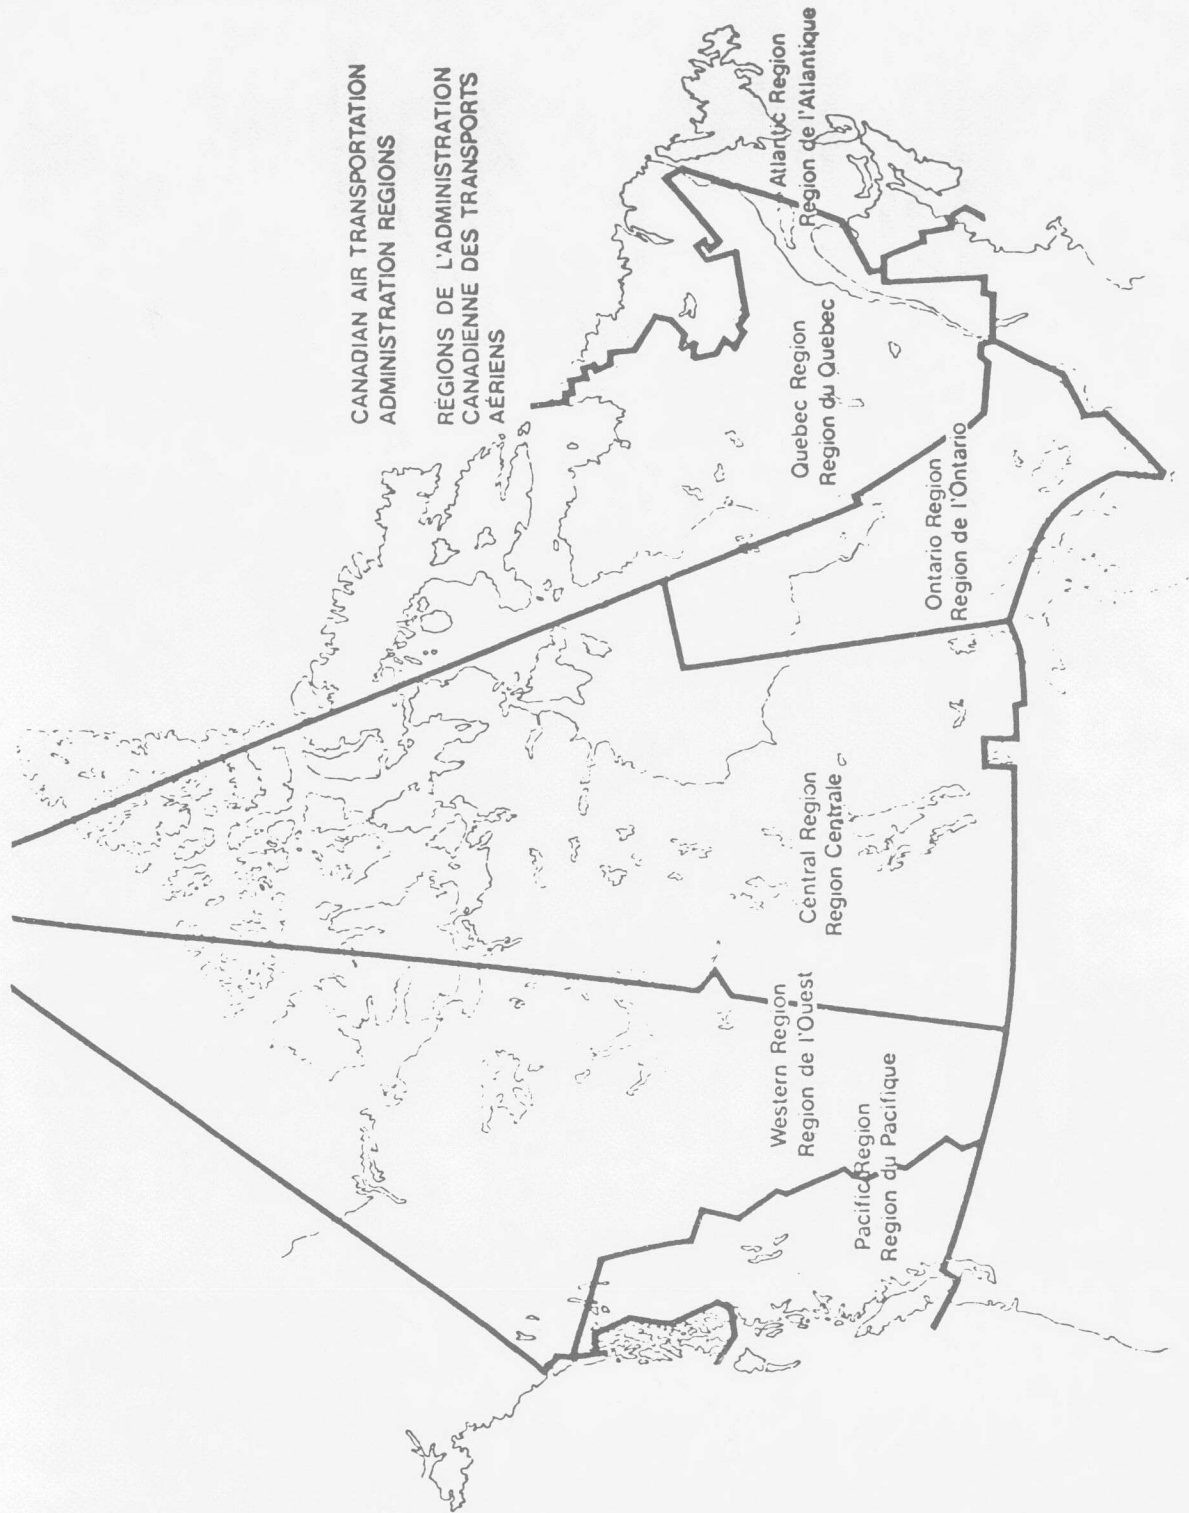 CANADIAN AIR TRANSPORTATION
ADMINISTRATION REGIONS
REGIONS DE L'ADMINISTRATION
CANADIENNE DES TRANSPORTS
AÉRIENS
Pacific Region
Region du Pacifique
Western Region
Region de l'Ouest
Central Region
Region Centrale
Ontario Region
Region de l'Ontario
Quebec Region
Region du Quebec
Atlantic Region
Region de l'Atlantique